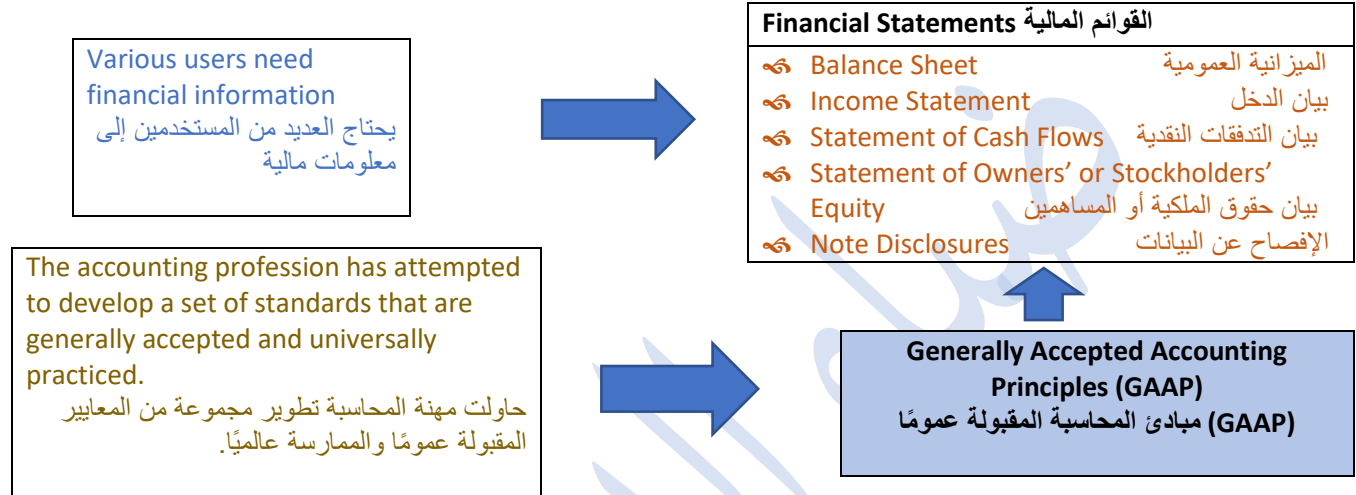 Various users need
financial information
يحتاج العديد من المستخدمين إلى
معلومات مالية
Financial Statements القوائم المالية
Balance Sheet الميزانية العمومية
Income Statement بيان الدخل
Statement of Cash Flows بيان التدفقات النقدية
Statement of Owners’ or Stockholders’
Equity بيان حقوق الملكية أو المساهمين
Note Disclosures الإفصاح عن البيانات
The accounting profession has attempted
to develop a set of standards that are
generally accepted and universally
practiced.
حاولت مهنة المحاسبة تطوير مجموعة من المعايير
المقبولة عمومًا والممارسة عالميًا.
Generally Accepted Accounting
Principles (GAAP)
مبادئ المحاسبة المقبولة عمومًا (GAAP)